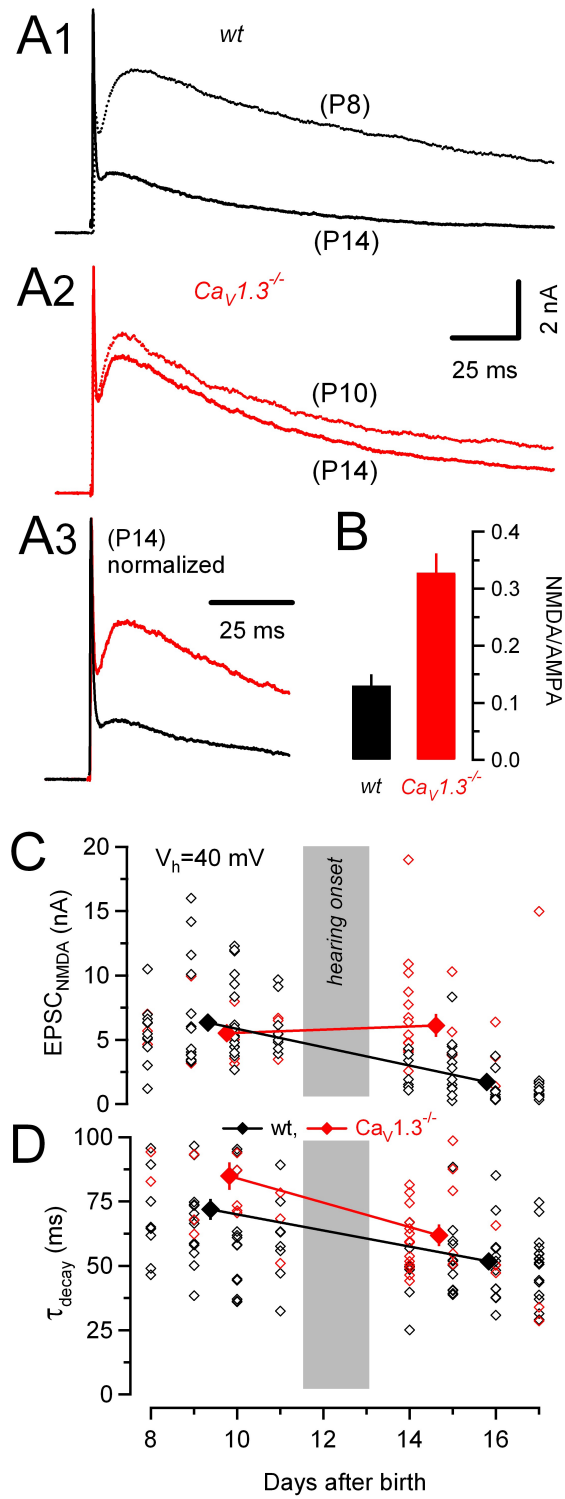 A1
wt
(P8)
(P14)
A2
CaV1.3-/-
2 nA
25 ms
(P10)
(P14)
A3
(P14)
normalized
25 ms
B
0.4
0.3
0.2
0.1
0.0
NMDA/AMPA
wt
CaV1.3-/-
C
Vh=40 mV
hearing onset
20
15
10
5
0
EPSCNMDA (nA)
wt, CaV1.3-/-
D
100
75
50
25
0
τdecay (ms)
8 10 12 14 16
Days after birth